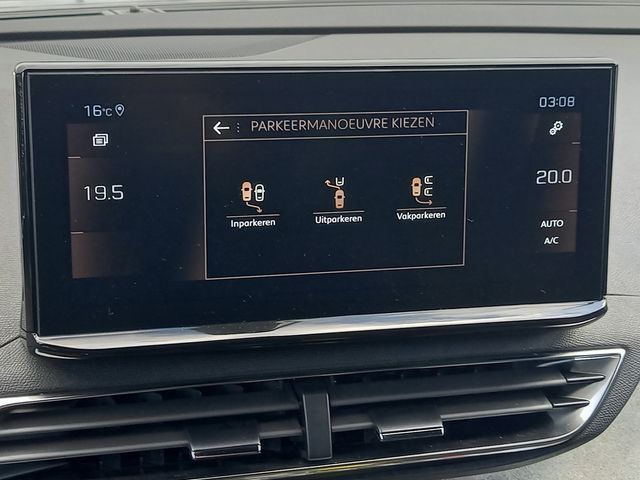 16°C
03:08
PARKEERMANOEUVRE KIEZEN
19.5
20.0
Inparkeren
Uitparkeren
Vakparkeren
AUTO
A/C